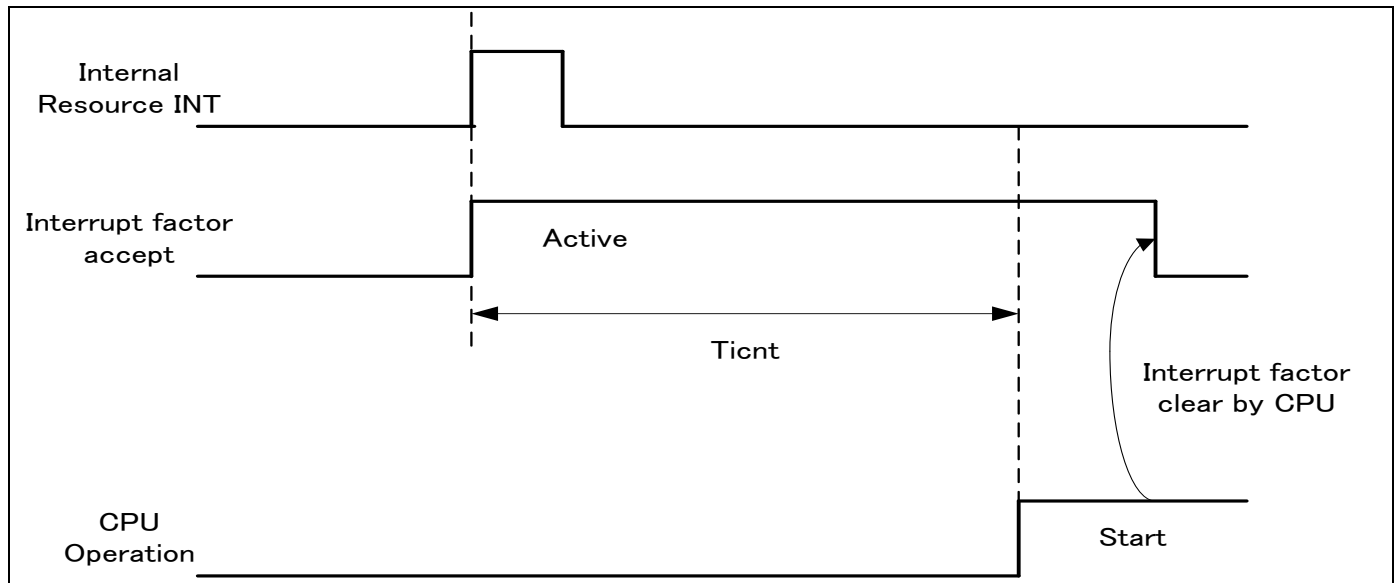 Internal
Resource INT
Interrupt factor
accept
Active
Ticnt
Interrupt factor
clear by CPU
CPU
Operation
Start